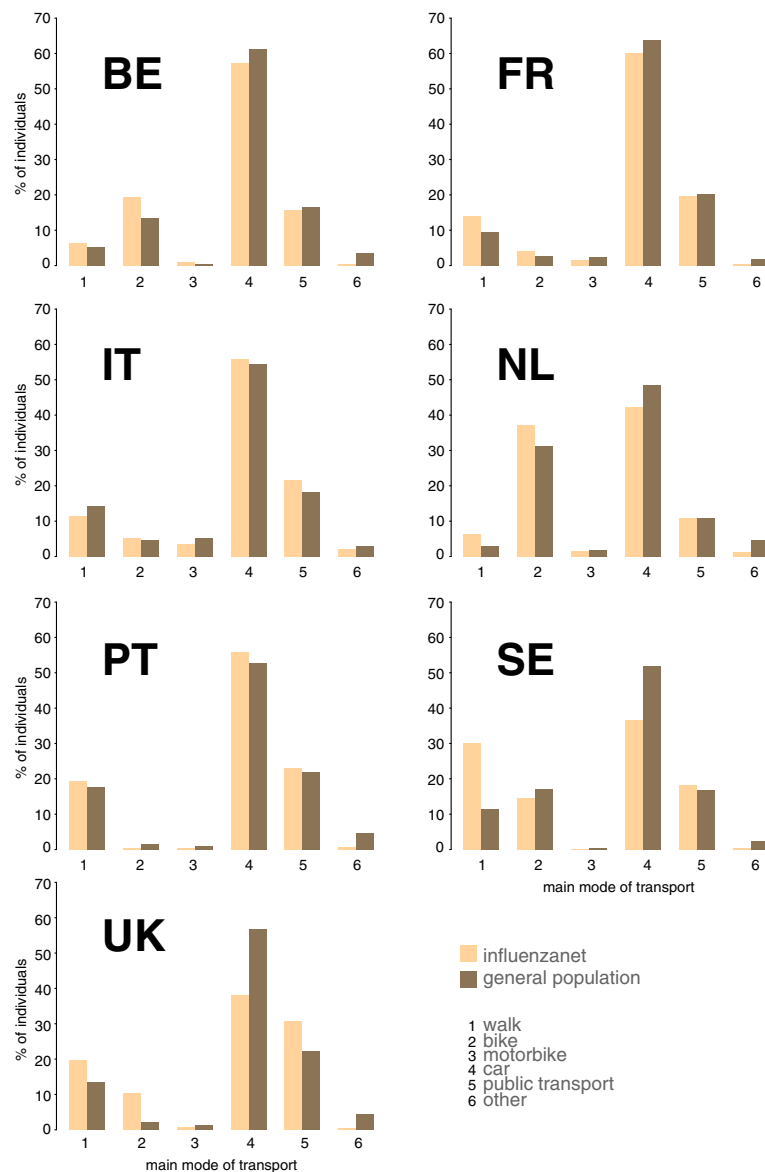 70
60
50
40
30
20
10
0
% of individuals
BE
1 2 3 4 5 6
70
60
50
40
30
20
10
0
FR
1 2 3 4 5 6
70
60
50
40
30
20
10
0
% of individuals
IT
1 2 3 4 5 6
70
60
50
40
30
20
10
0
NL
1 2 3 4 5 6
70
60
50
40
30
20
10
0
% of individuals
PT
1 2 3 4 5 6
70
60
50
40
30
20
10
0
SE
1 2 3 4 5 6
main mode of transport
70
60
50
40
30
20
10
0
% of individuals
UK
1 2 3 4 5 6
main mode of transport
influenzanet
general population
1 walk
2 bike
3 motorbike
4 car
5 public transport
6 other